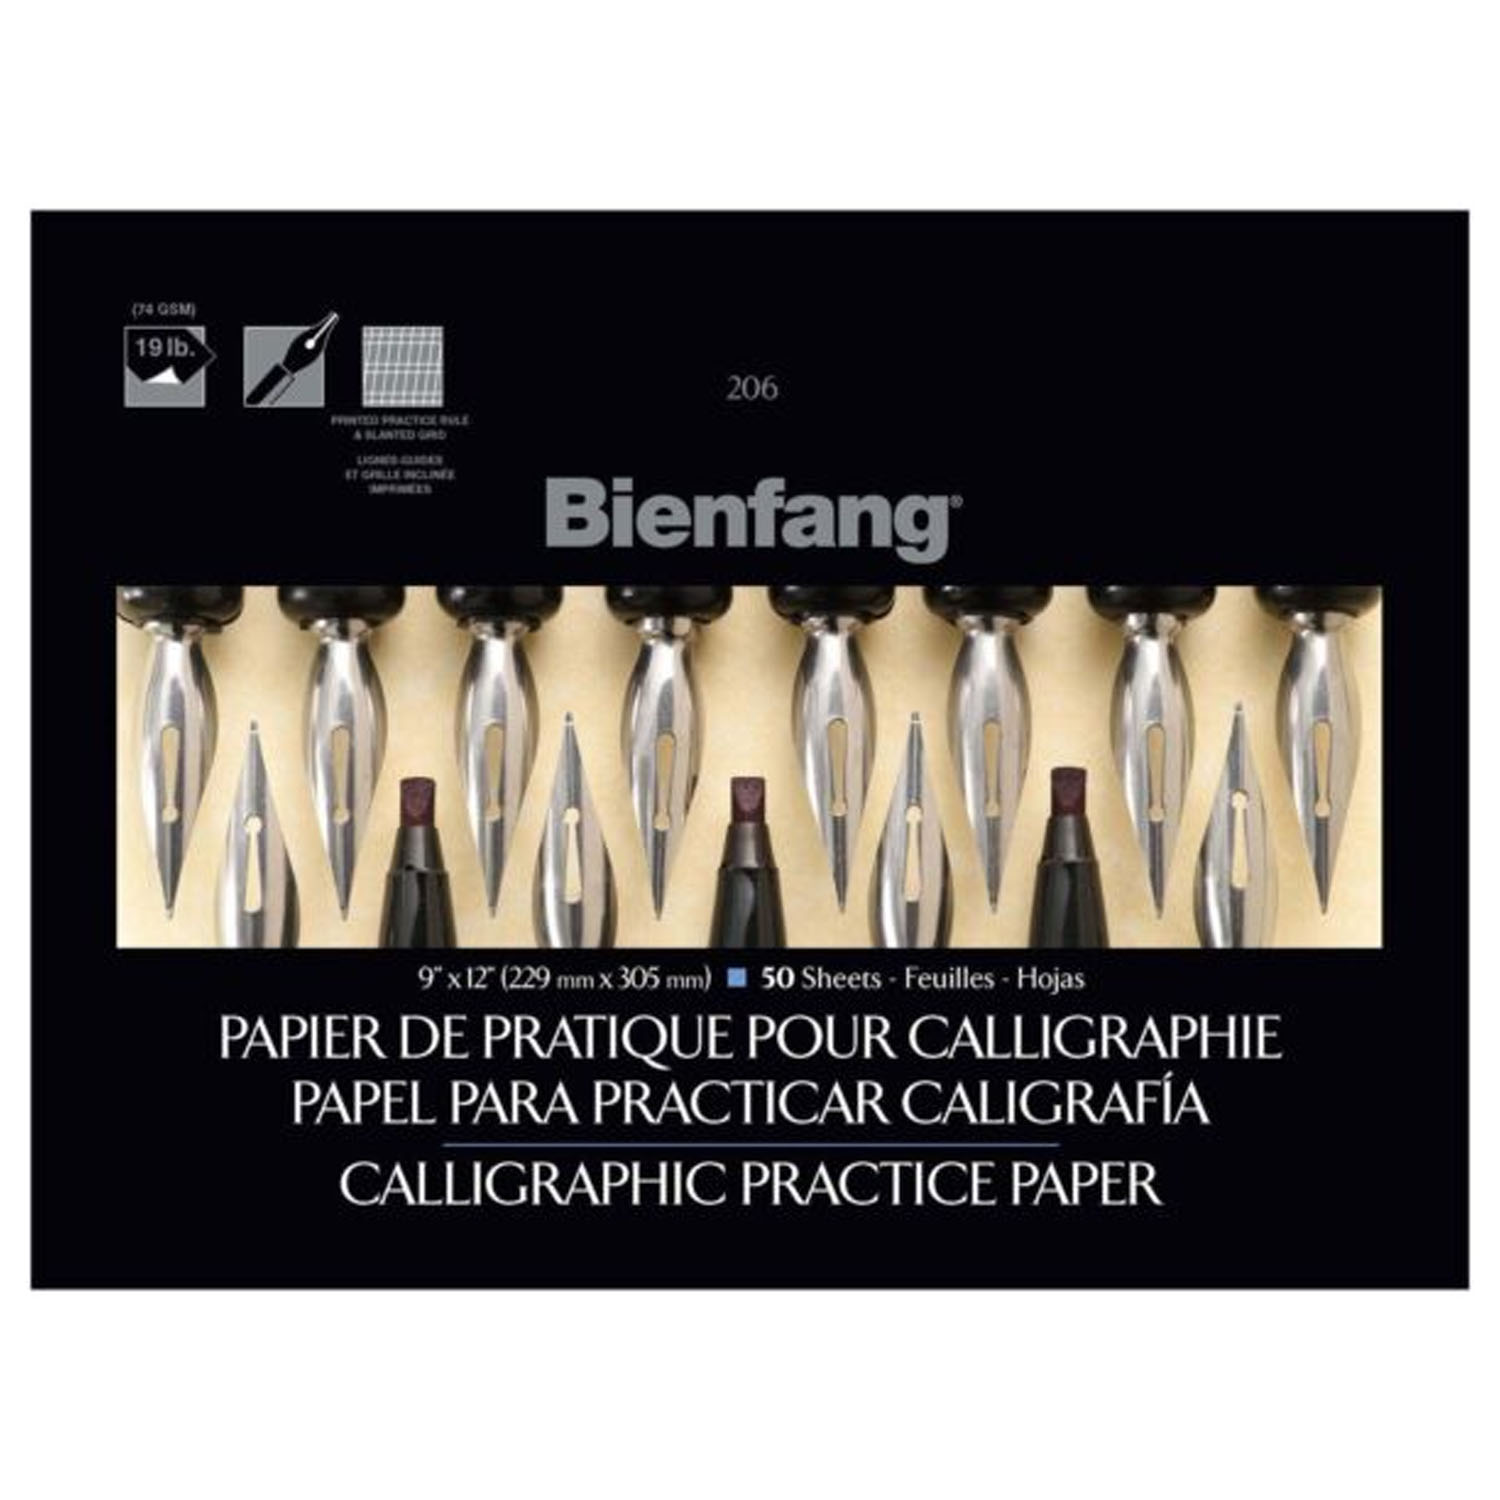 (74 GSM)
19 lb.
PRINTED PRACTICE RULE
& SLANTED GRID
LIGNES-GUIDES
ET GRILLE INCLINÉE
IMPRIMÉES
206
Bienfang®
9" x 12" (229 mm x 305 mm) ■ 50 Sheets - Feuilles - Hojas
PAPIER DE PRATIQUE POUR CALLIGRAPHIE
PAPEL PARA PRACTICAR CALIGRAFÍA
CALLIGRAPHIC PRACTICE PAPER